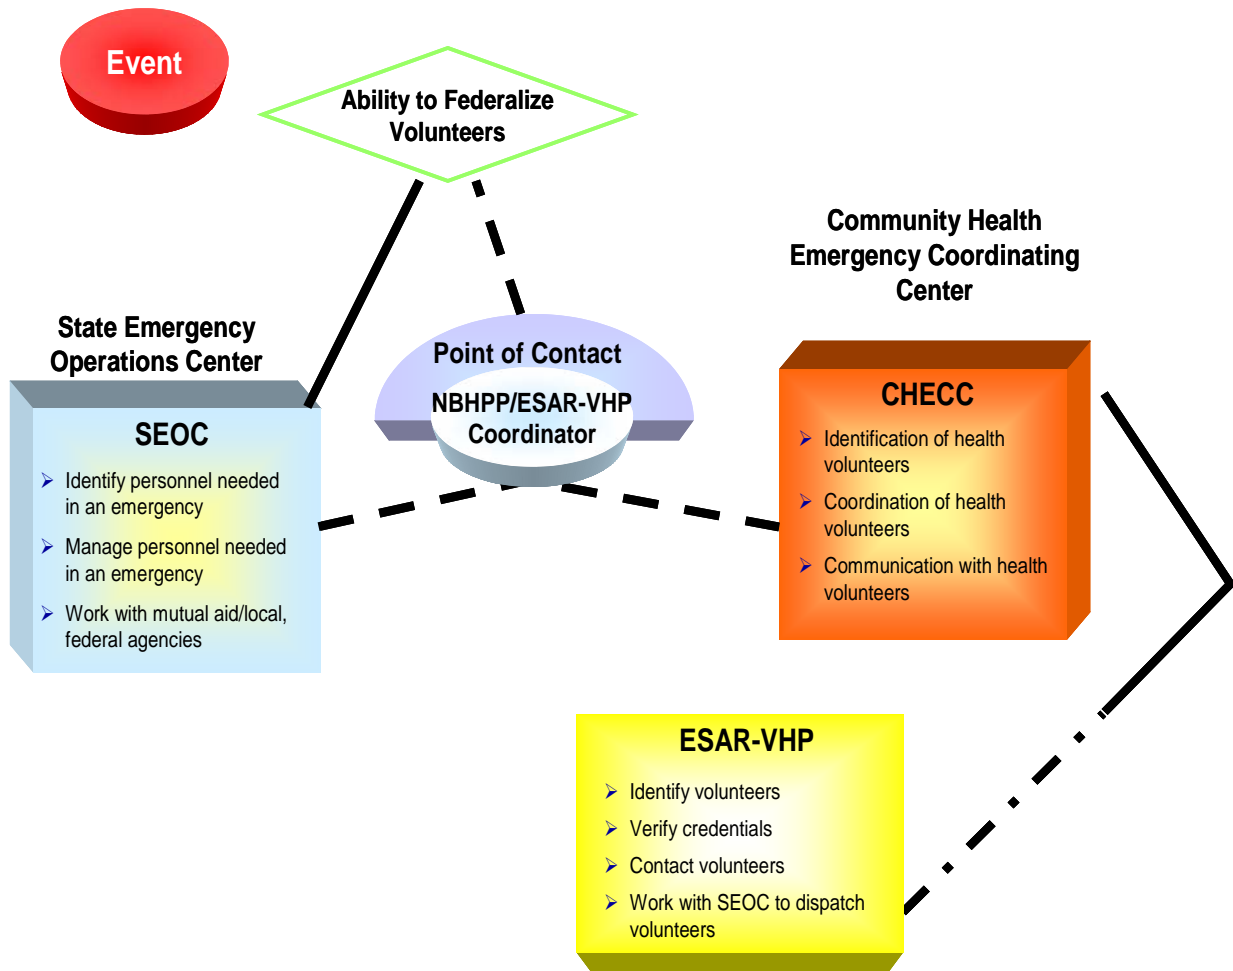 Event
Ability to Federalize
Volunteers
Community Health
Emergency Coordinating
Center
State Emergency
Operations Center
Point of Contact
NBHPP/ESAR-VHP
Coordinator
SEOC
Identify personnel needed
in an emergency
Manage personnel needed
in an emergency
Work with mutual aid/local,
federal agencies
CHECC
Identification of health
volunteers
Coordination of health
volunteers
Communication with health
volunteers
ESAR-VHP
Identify volunteers
Verify credentials
Contact volunteers
Work with SEOC to dispatch
volunteers